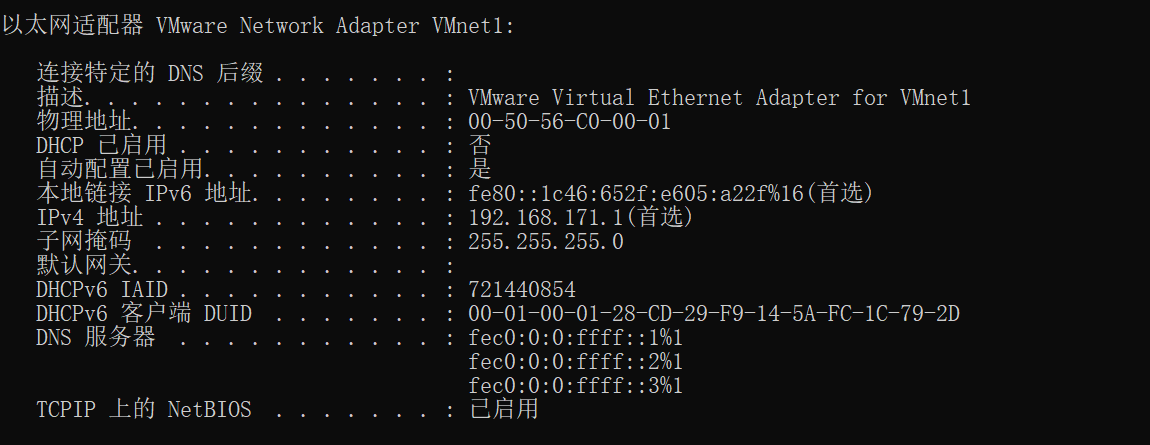 以太网适配器 VMware Network Adapter VMnet1:
连接特定的 DNS 后缀 . . . . . . . :
描述. . . . . . . . . . . . . . . : VMware Virtual Ethernet Adapter for VMnet1
物理地址. . . . . . . . . . . . . : 00-50-56-C0-00-01
DHCP 已启用 . . . . . . . . . . . : 否
自动配置已启用. . . . . . . . . . : 是
本地链接 IPv6 地址. . . . . . . . : fe80::1c46:652f:e605:a22f%16(首选)
IPv4 地址 . . . . . . . . . . . . : 192.168.171.1(首选)
子网掩码  . . . . . . . . . . . . : 255.255.255.0
默认网关. . . . . . . . . . . . . :
DHCPv6 IAID . . . . . . . . . . . : 721440854
DHCPv6 客户端 DUID  . . . . . . . : 00-01-00-01-28-CD-29-F9-14-5A-FC-1C-79-2D
DNS 服务器  . . . . . . . . . . . : fec0:0:0:ffff::1%1
fec0:0:0:ffff::2%1
fec0:0:0:ffff::3%1
TCPIP 上的 NetBIOS  . . . . . . . : 已启用